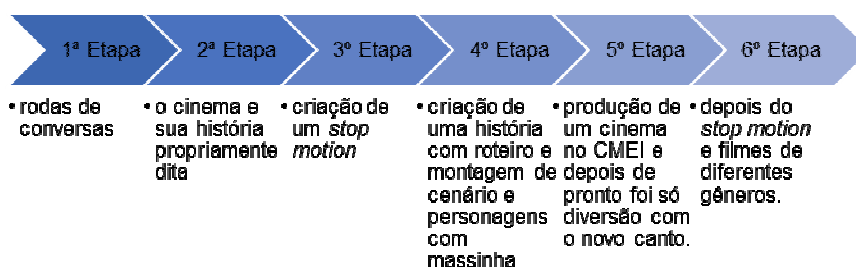 1ª Etapa
2ª Etapa
3º Etapa
4º Etapa
5º Etapa
6º Etapa
• rodas de
conversas
• o cinema e
sua história
propriamente
dita
• criação de
um stop
motion
• criação de
uma história
com roteiro e
montagem de
cenário e
personagens
com
massinha
• produção de
um cinema
no CMEI e
depois de
pronto foi só
diversão com
o novo canto.
• depois do
stop motion
e filmes de
diferentes
gêneros.